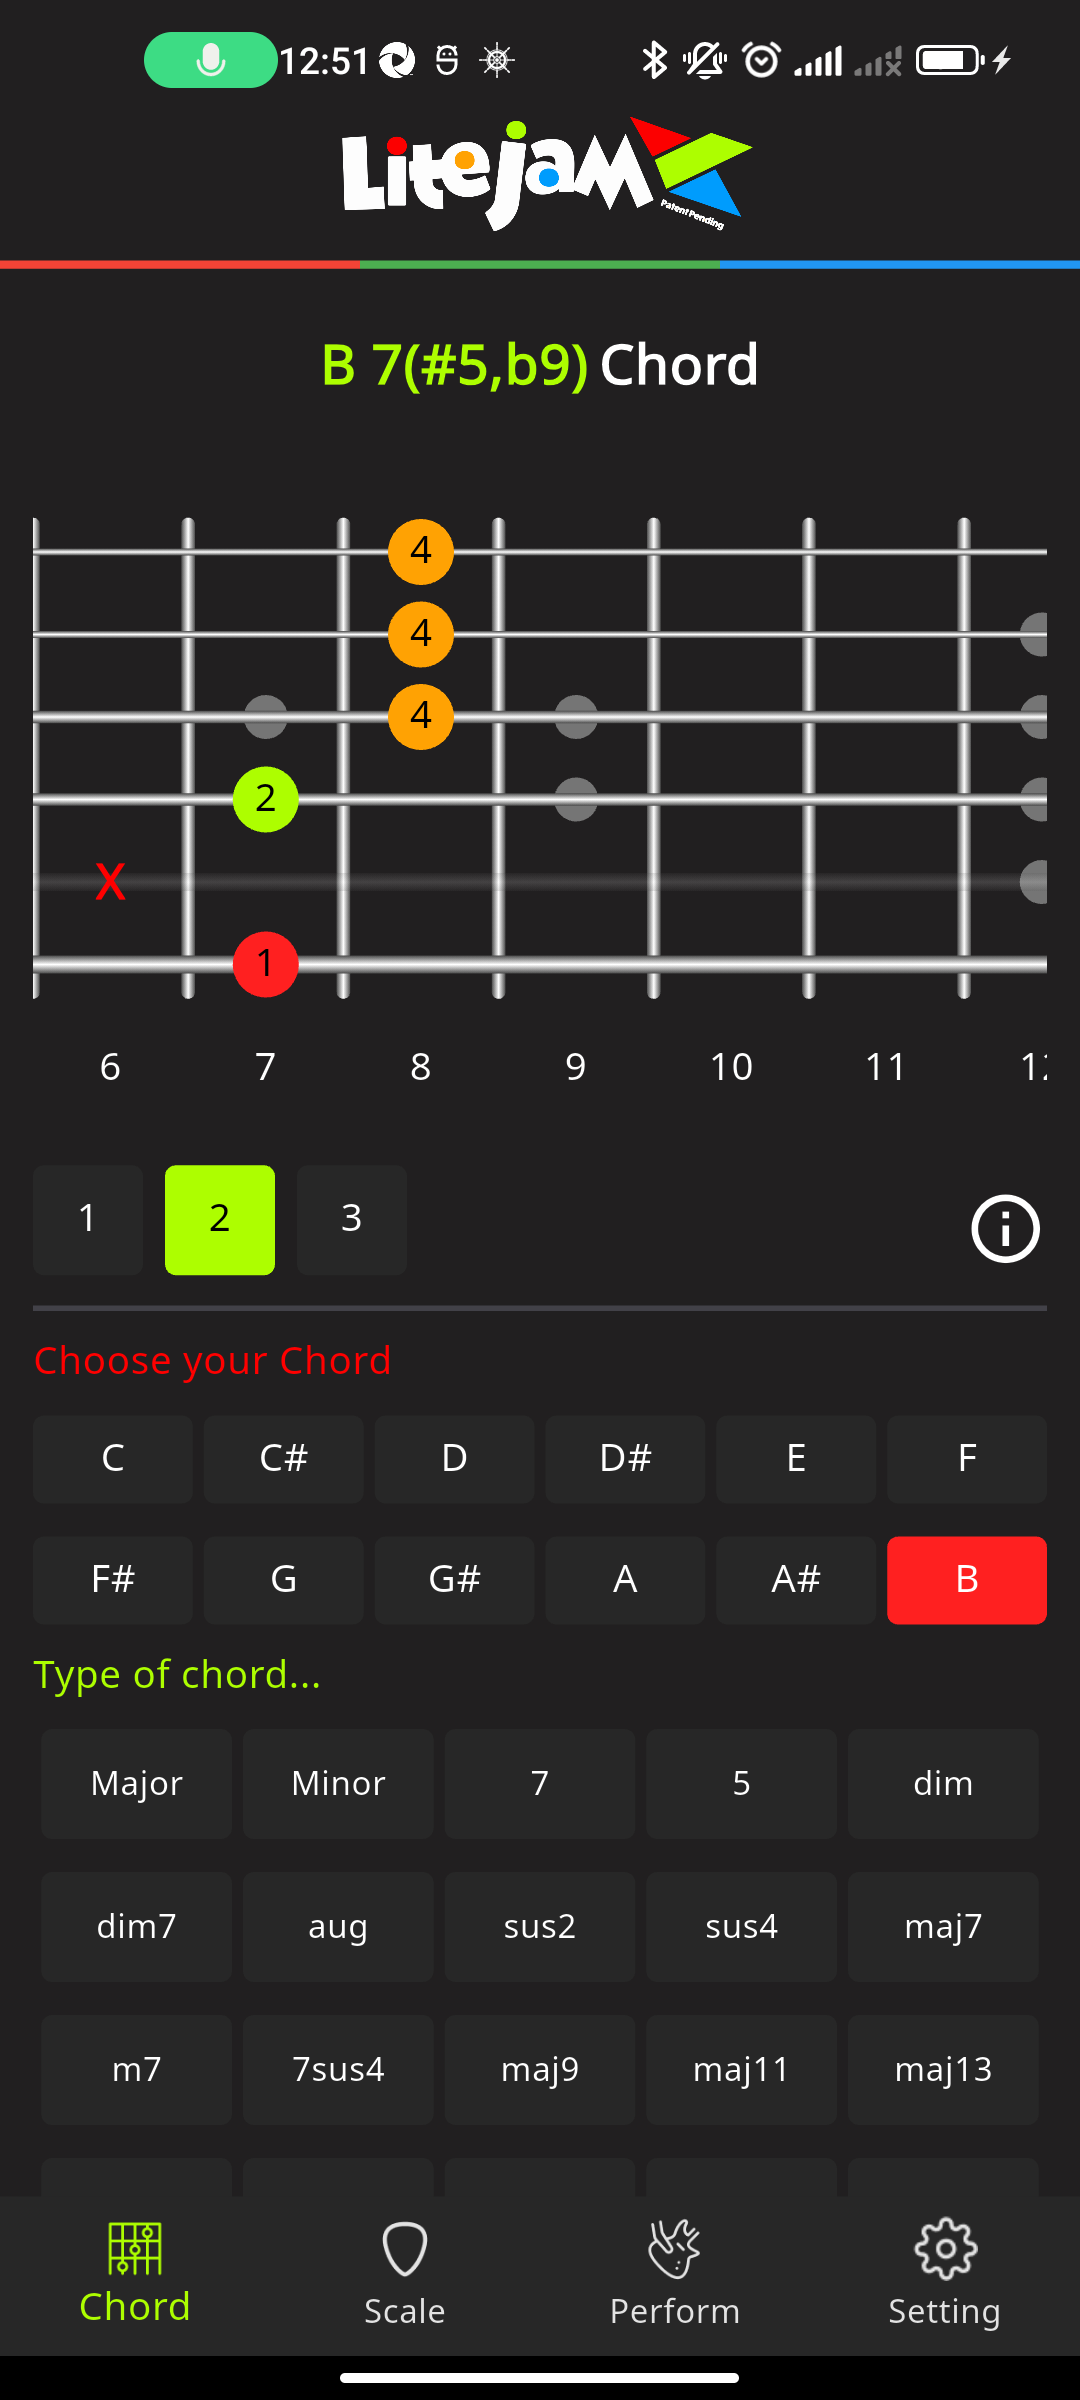 12:51
Litejam
Patent Pending
B 7(#5,b9) Chord
4
4
4
2
X
1
6 7 8 9 10 11
1 2 3
Choose your Chord
C C# D D# E F
F# G G# A A# B
Type of chord...
Major Minor 7 5 dim
dim7 aug sus2 sus4 maj7
m7 7sus4 maj9 maj11 maj13
Chord Scale Perform Setting